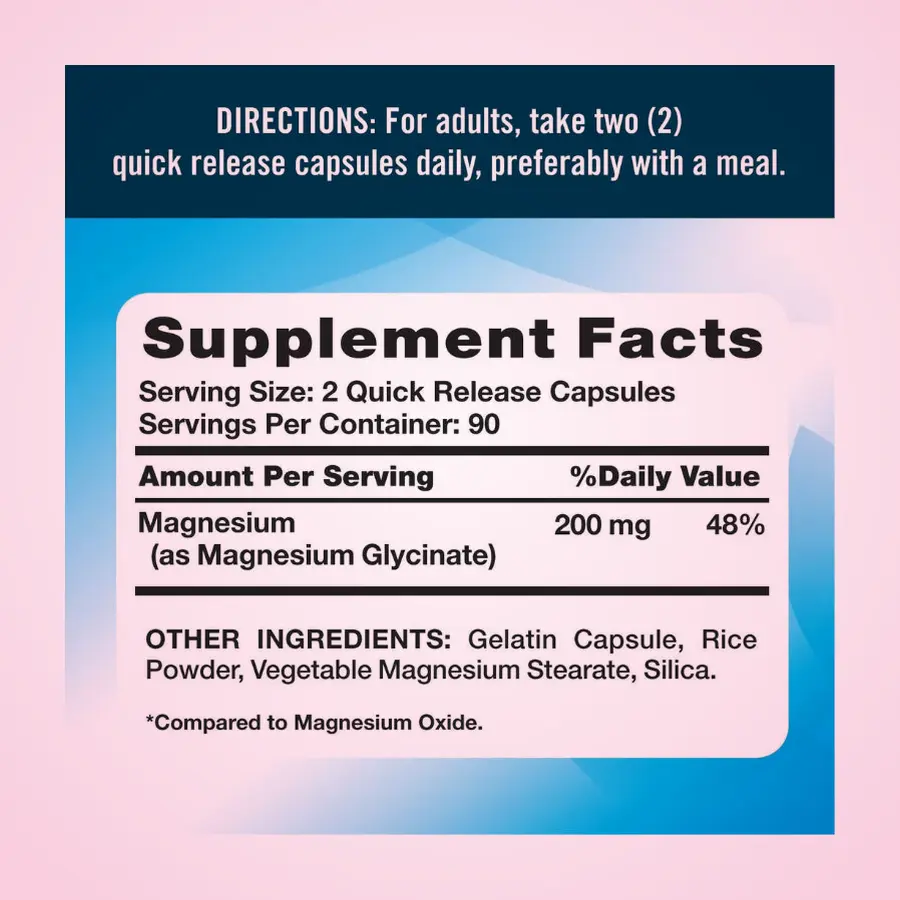 DIRECTIONS: For adults, take two (2)
quick release capsules daily, preferably with a meal.
Supplement Facts
Serving Size: 2 Quick Release Capsules
Servings Per Container: 90
Amount Per Serving %Daily Value
Magnesium 200 mg 48%
(as Magnesium Glycinate)
OTHER INGREDIENTS: Gelatin Capsule, Rice
Powder, Vegetable Magnesium Stearate, Silica.
*Compared to Magnesium Oxide.